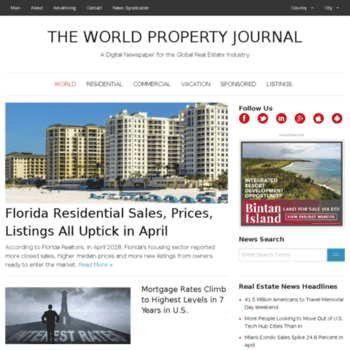 Main About Advertising Contact News Syndication Country City
THE WORLD PROPERTY JOURNAL
A Digital Newspaper for the Global Real Estate Industry
WORLD RESIDENTIAL COMMERCIAL VACATION SPONSORED LISTINGS
Florida Residential Sales, Prices,
Listings All Uptick in April
According to Florida Realtors, in April 2018, Florida's housing sector reported
more closed sales, higher median prices and more new listings from owners
ready to enter the market. Read More »
INTEREST RATES
Mortgage Rates Climb
to Highest Levels in 7
Years in U.S.
Follow Us
Advertisement
INTEGRATED
RESORT
DEVELOPMENT
OPPORTUNITY
Bintan
Island
LAND FOR SALE VIA EOI
VIEW PROPERTY
News Search
Enter Search Terms
Real Estate News Headlines
41.5 Million Americans to Travel Memorial
Day Weekend
More People Looking to Move Out of U.S.
Tech Hub Cities Than In
Miami Condo Sales Spike 24.6 Percent in
April